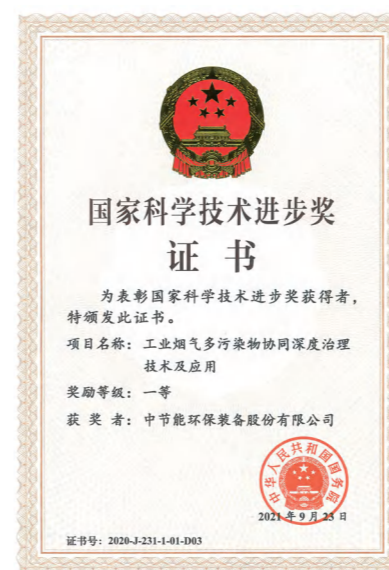 国家科学技术进步奖
证书
为表彰国家科学技术进步奖获得者，
特颁发此证书。
项目名称：工业烟气多污染物协同深度治理
技术及应用
奖励等级：一等
获奖者：中节能环保装备股份有限公司
中华人民共和国国务院
2021年9月23日
证书号：2020-J-231-1-01-D03